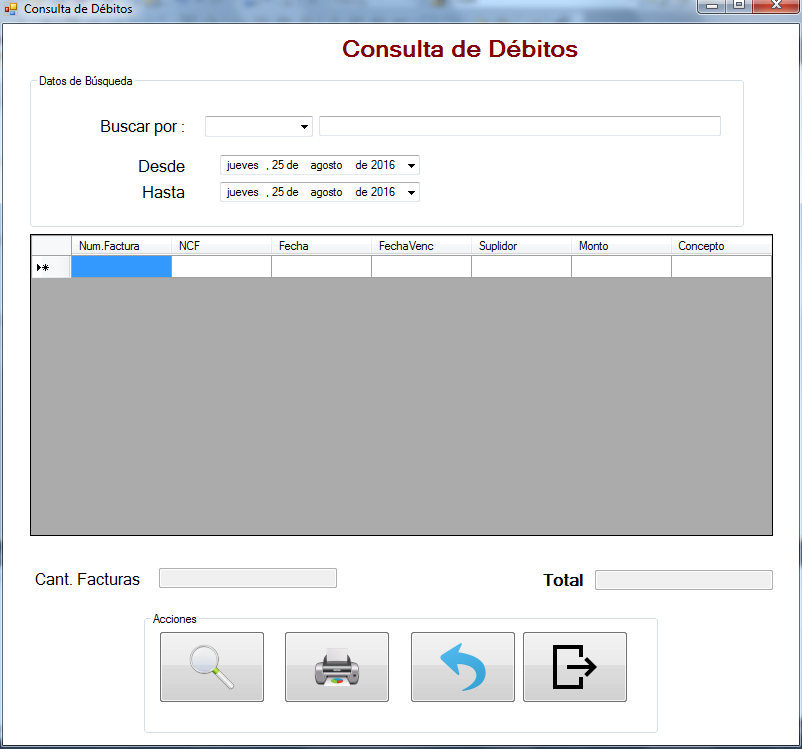 Consulta de Débitos
Consulta de Débitos
Datos de Búsqueda
Buscar por :
Desde jueves , 25 de agosto de 2016
Hasta jueves , 25 de agosto de 2016
Num.Factura NCF Fecha FechaVenc Suplidor Monto Concepto
Cant. Facturas Total
Acciones